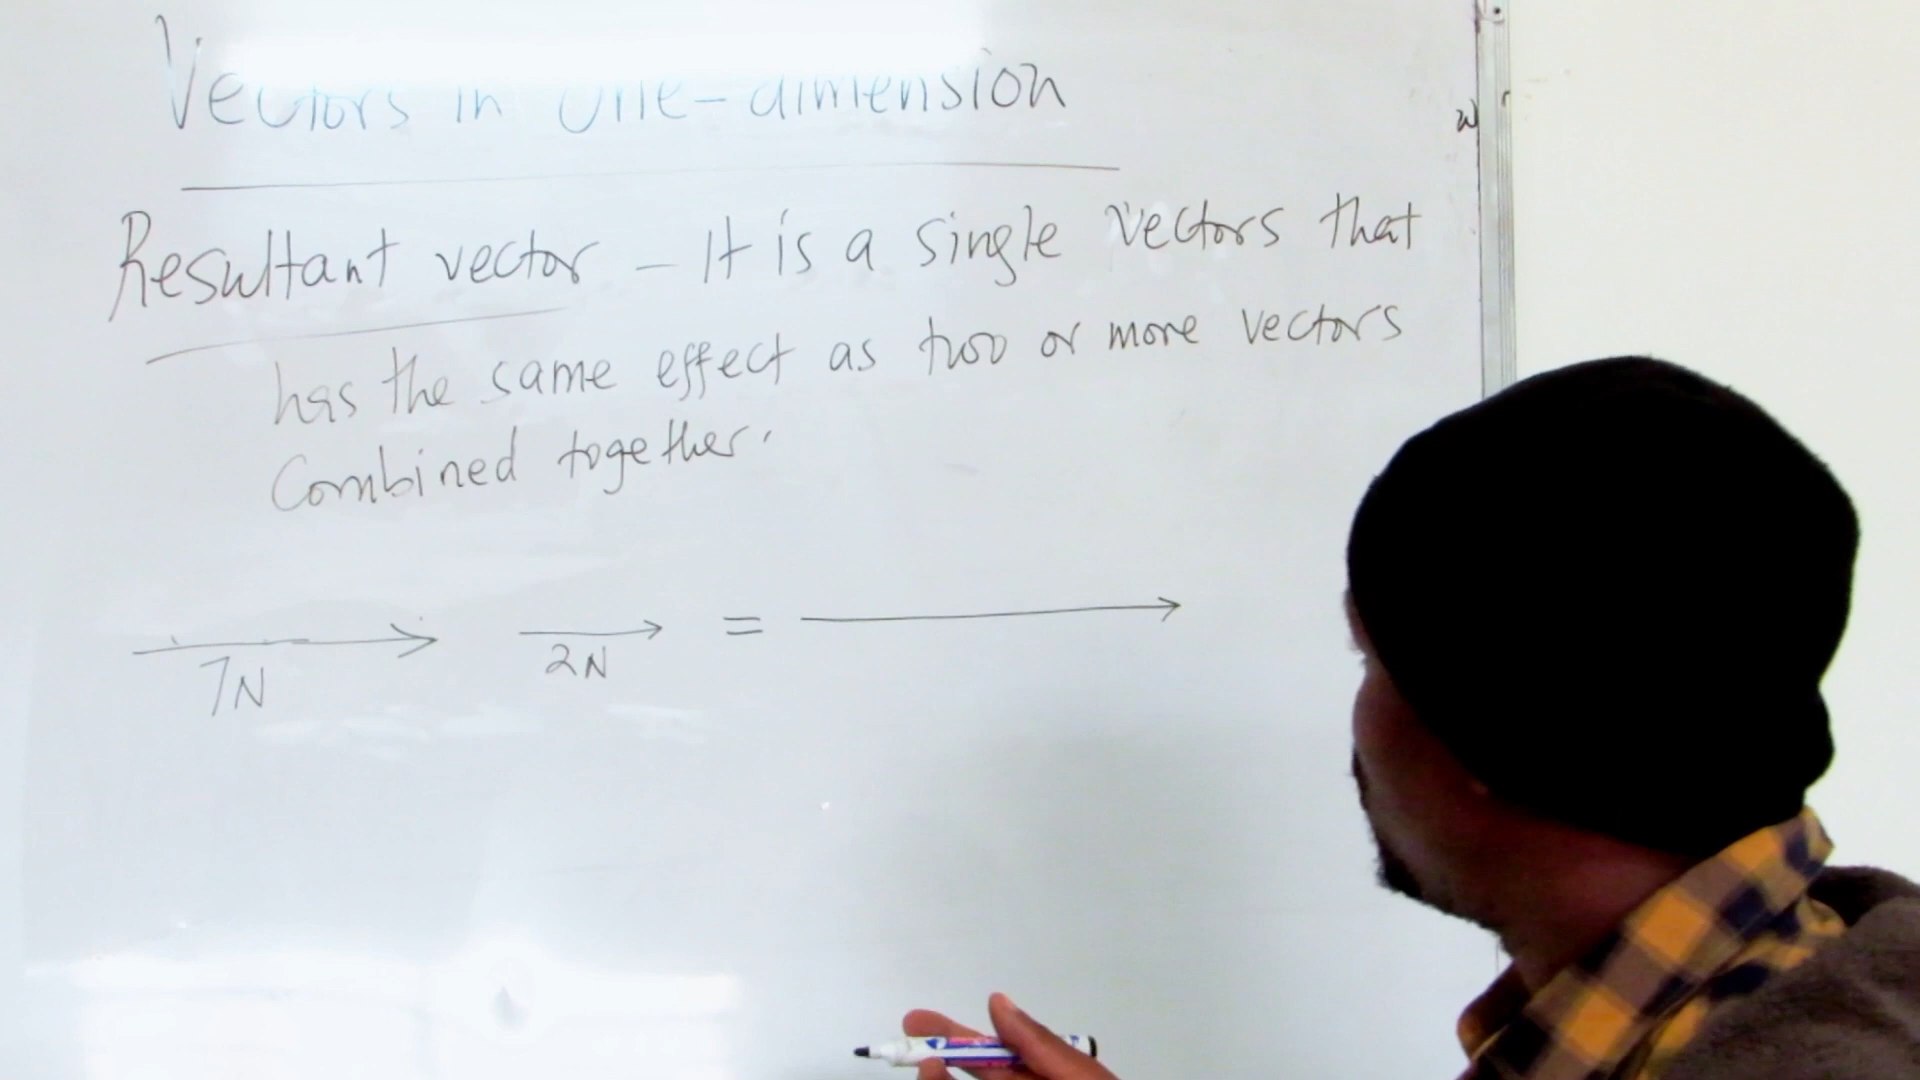 Vectors in one-dimension
Resultant vector - It is a single vectors that
has the same effect as two or more vectors
Combined together.
7N 2N =